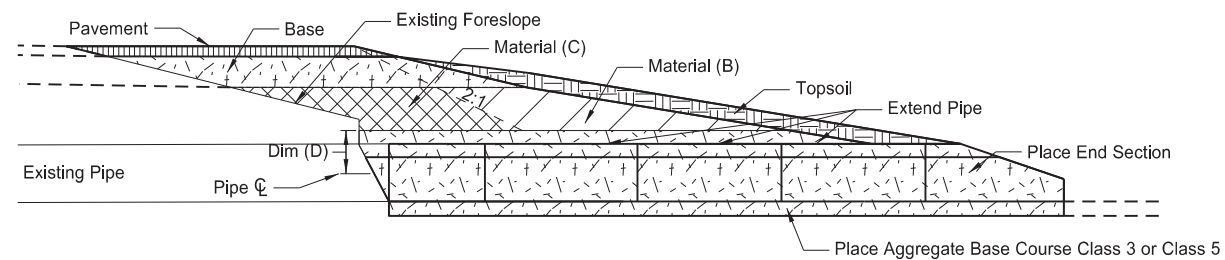 Existing Foreslope
Pavement
Base
Material (C)
Material (B)
2:1
Topsoil
Extend Pipe
Dim (D)
Place End Section
Existing Pipe
Pipe ℄
Place Aggregate Base Course Class 3 or Class 5